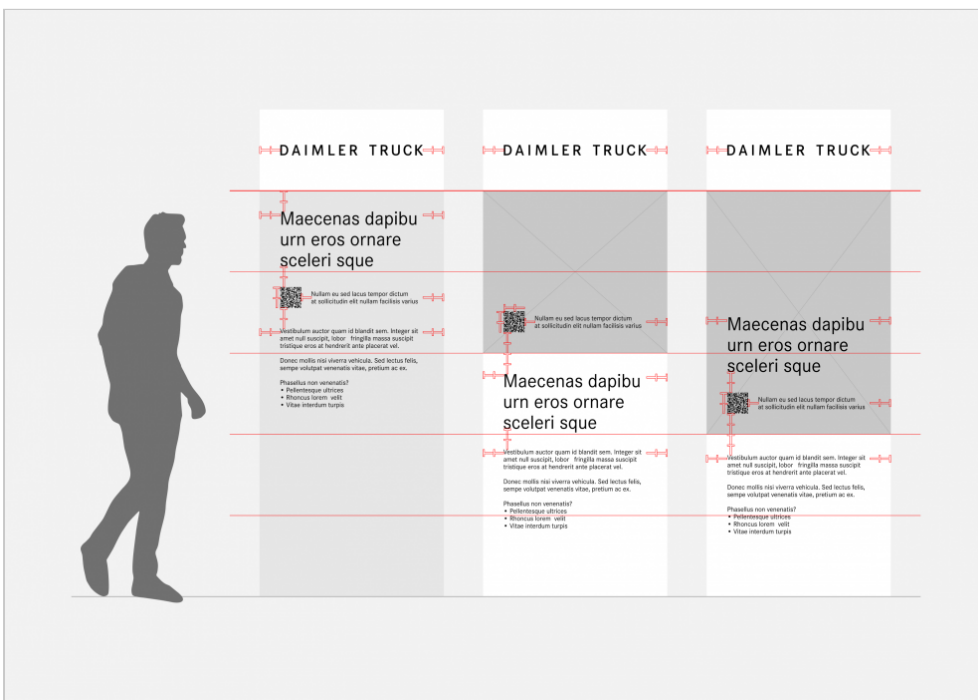 DAIMLER TRUCK
Maecenas dapibu
urn eros ornare
sceleri sque
Nullam eu sed lacus tempor dictum
at sollicitudin elit nullam facilisis varius
Vestibulum auctor quam id blandit sem. Integer sit
amet null suscipit, lobor fringilla massa suscipit
tristique eros at hendrerit ante placerat vel.
Donec mollis nisi viverra vehicula. Sed lectus felis,
sempe volutpat venenatis vitae, pretium ac ex.
Phasellus non venenatis?
• Pellentesque ultrices
• Rhoncus lorem velit
• Vitae interdum turpis
DAIMLER TRUCK
Nullam eu sed lacus tempor dictum
at sollicitudin elit nullam facilisis varius
Maecenas dapibu
urn eros ornare
sceleri sque
Vestibulum auctor quam id blandit sem. Integer sit
amet null suscipit, lobor fringilla massa suscipit
tristique eros at hendrerit ante placerat vel.
Donec mollis nisi viverra vehicula. Sed lectus felis,
sempe volutpat venenatis vitae, pretium ac ex.
Phasellus non venenatis?
• Pellentesque ultrices
• Rhoncus lorem velit
• Vitae interdum turpis
DAIMLER TRUCK
Maecenas dapibu
urn eros ornare
sceleri sque
Nullam eu sed lacus tempor dictum
at sollicitudin elit nullam facilisis varius
Vestibulum auctor quam id blandit sem. Integer sit
amet null suscipit, lobor fringilla massa suscipit
tristique eros at hendrerit ante placerat vel.
Donec mollis nisi viverra vehicula. Sed lectus felis,
sempe volutpat venenatis vitae, pretium ac ex.
Phasellus non venenatis?
• Pellentesque ultrices
• Rhoncus lorem velit
• Vitae interdum turpis